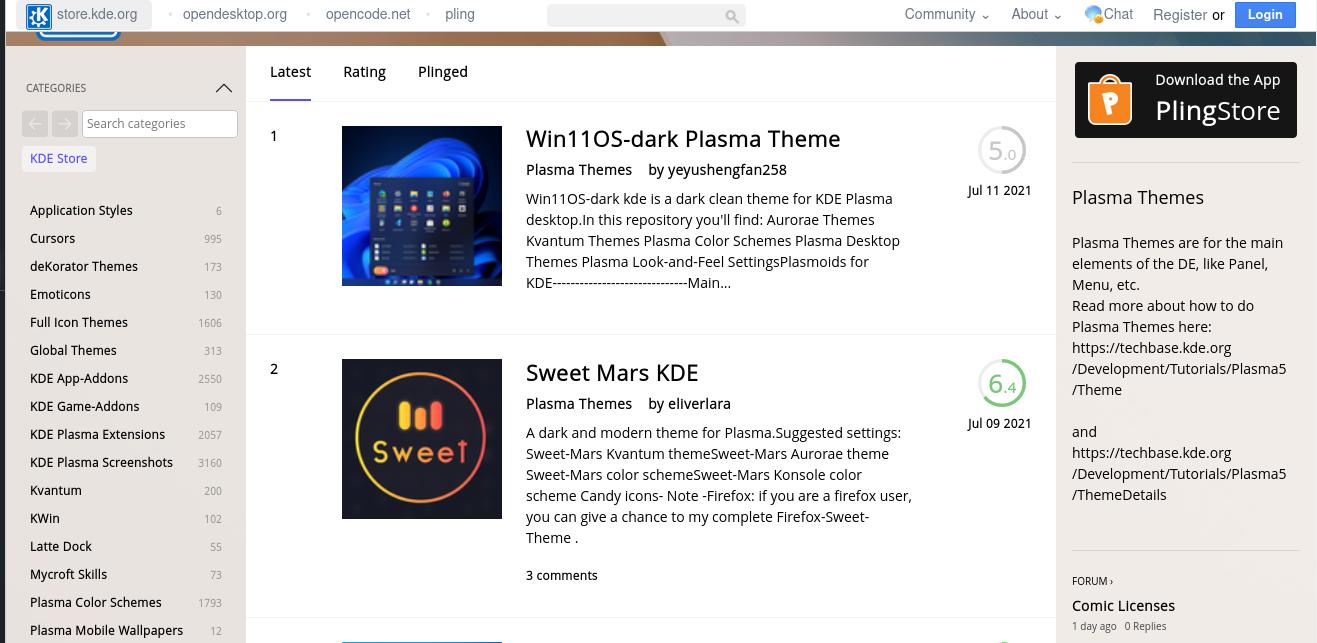 store.kde.org
opendesktop.org
opencode.net
pling
Community
About
Chat
Register or
Login
CATEGORIES
Search categories
KDE Store
Application Styles 6
Cursors 995
deKorator Themes 173
Emoticons 130
Full Icon Themes 1606
Global Themes 313
KDE App-Addons 2550
KDE Game-Addons 109
KDE Plasma Extensions 2057
KDE Plasma Screenshots 3160
Kvantum 200
KWin 102
Latte Dock 55
Mycroft Skills 73
Plasma Color Schemes 1793
Plasma Mobile Wallpapers 12
Latest Rating Plinged
1
Win11OS-dark Plasma Theme
Plasma Themes by yeyushengfan258
Win11OS-dark kde is a dark clean theme for KDE Plasma
desktop.In this repository you'll find: Aurorae Themes
Kvantum Themes Plasma Color Schemes Plasma Desktop
Themes Plasma Look-and-Feel SettingsPlasmoids for
KDE------------------------------Main...
5.0
Jul 11 2021
2
Sweet
Sweet Mars KDE
Plasma Themes by eliverlara
A dark and modern theme for Plasma.Suggested settings:
Sweet-Mars Kvantum themeSweet-Mars Aurorae theme
Sweet-Mars color schemeSweet-Mars Konsole color
scheme Candy icons- Note -Firefox: if you are a firefox user,
you can give a chance to my complete Firefox-Sweet-
Theme .
3 comments
6.4
Jul 09 2021
Download the App
PlingStore
Plasma Themes
Plasma Themes are for the main
elements of the DE, like Panel,
Menu, etc.
Read more about how to do
Plasma Themes here:
https://techbase.kde.org
/Development/Tutorials/Plasma5
/Theme
and
https://techbase.kde.org
/Development/Tutorials/Plasma5
/ThemeDetails
FORUM ›
Comic Licenses
1 day ago 0 Replies